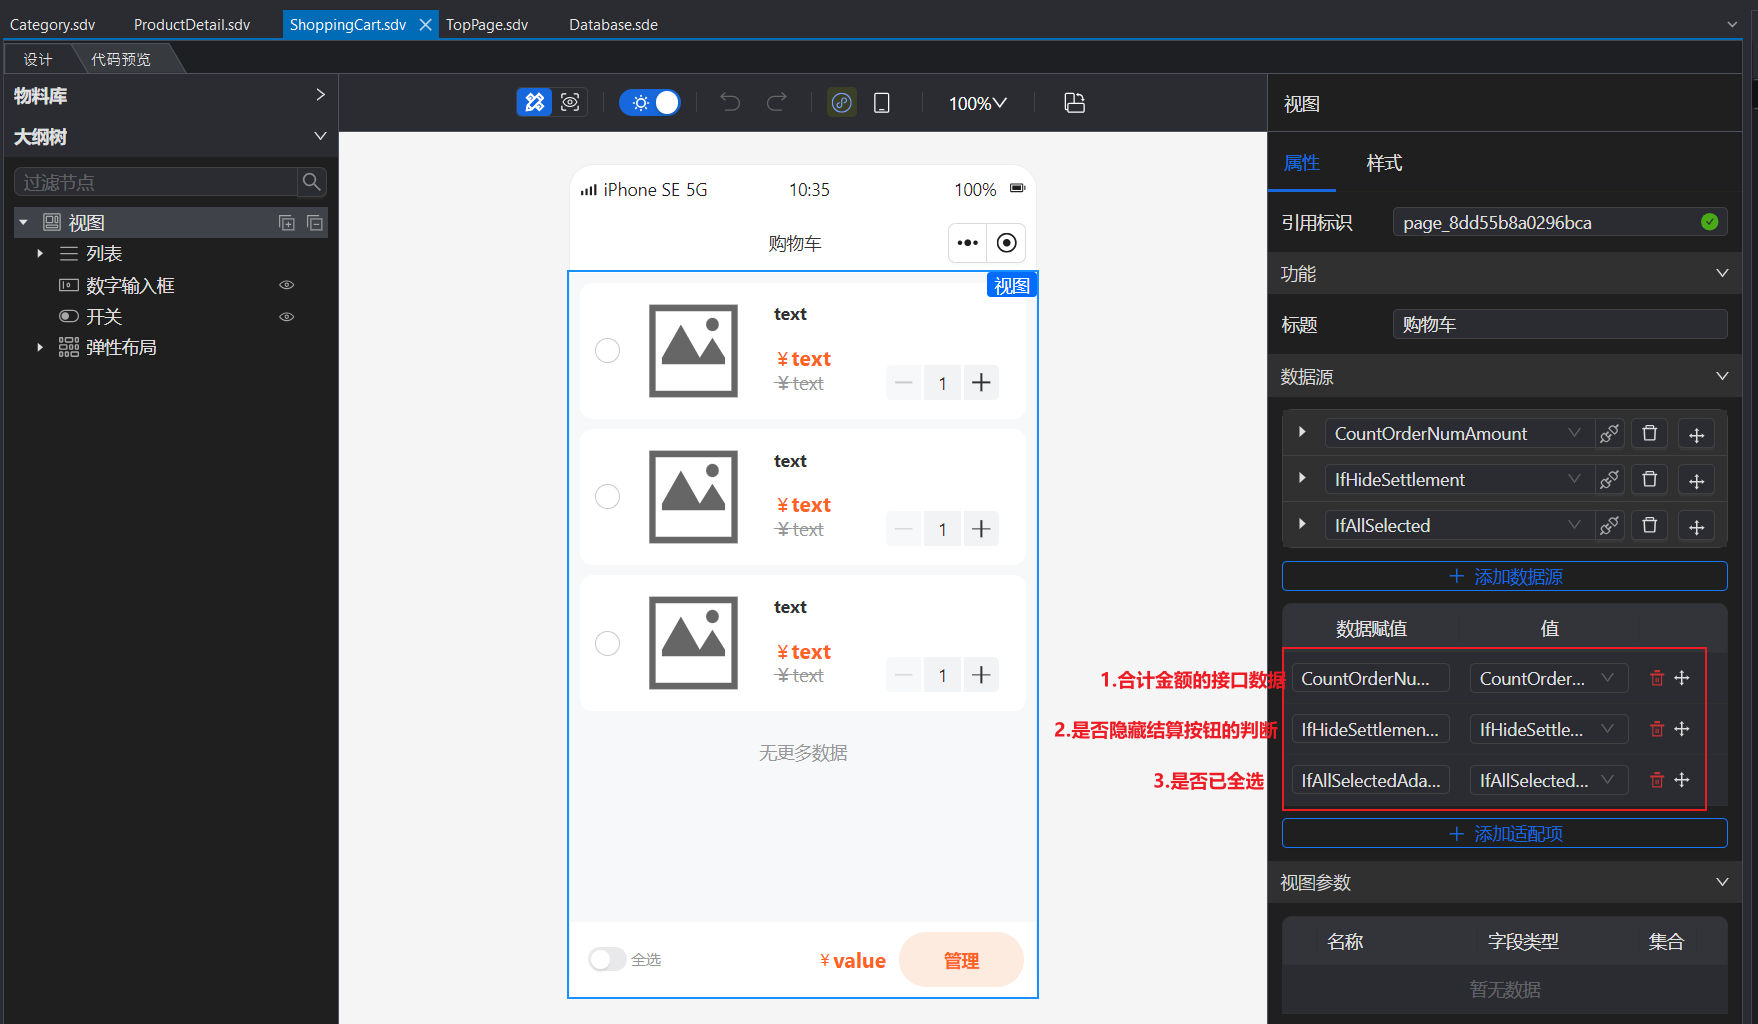 Category.sdv
ProductDetail.sdv
ShoppingCart.sdv
TopPage.sdv
Database.sde
设计
代码预览
物料库
大纲树
过滤节点
视图
列表
数字输入框
开关
弹性布局
100%
iPhone SE 5G
10:35
100%
购物车
视图
text
¥ text
¥ text
1
text
¥ text
¥ text
1
text
¥ text
¥ text
1
无更多数据
全选
¥ value
管理
1.合计金额的接口数据
2.是否隐藏结算按钮的判断
3.是否已全选
视图
属性
样式
引用标识
page_8dd55b8a0296bca
功能
标题
购物车
数据源
CountOrderNumAmount
IfHideSettlement
IfAllSelected
添加数据源
数据赋值
值
CountOrderNu...
CountOrder...
IfHideSettlemen...
IfHideSettle...
IfAllSelectedAda...
IfAllSelected...
添加适配项
视图参数
名称
字段类型
集合
暂无数据